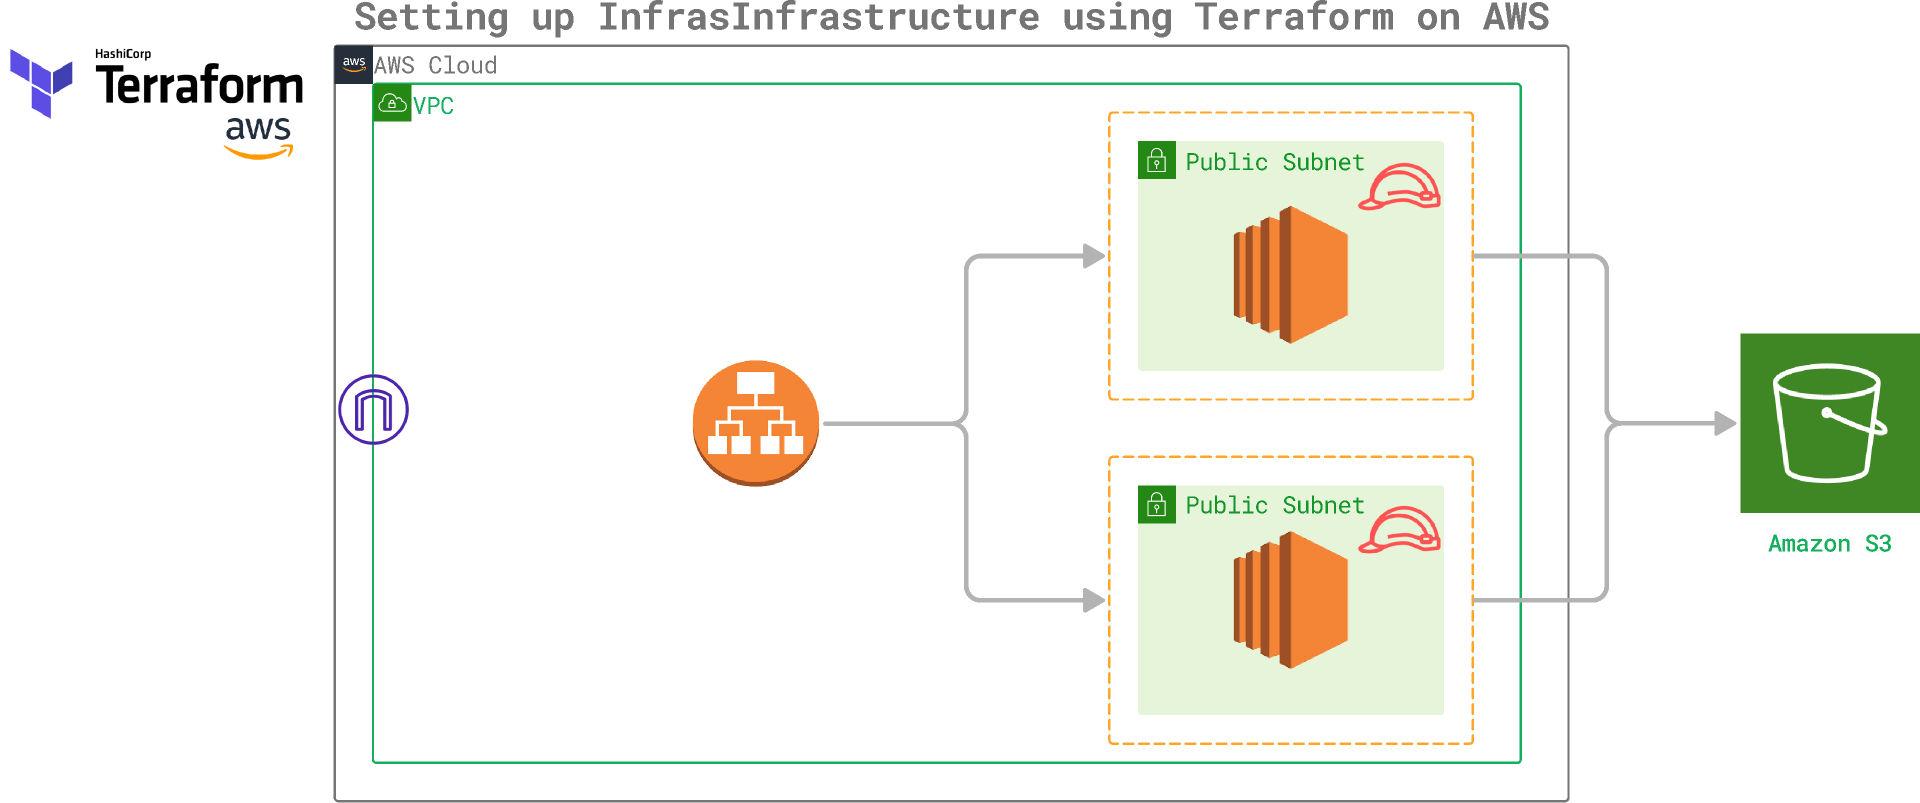 Setting up InfrasInfrastructure using Terraform on AWS
HashiCorp
Terraform
aws
aws
AWS Cloud
VPC
Public Subnet
Public Subnet
Amazon S3